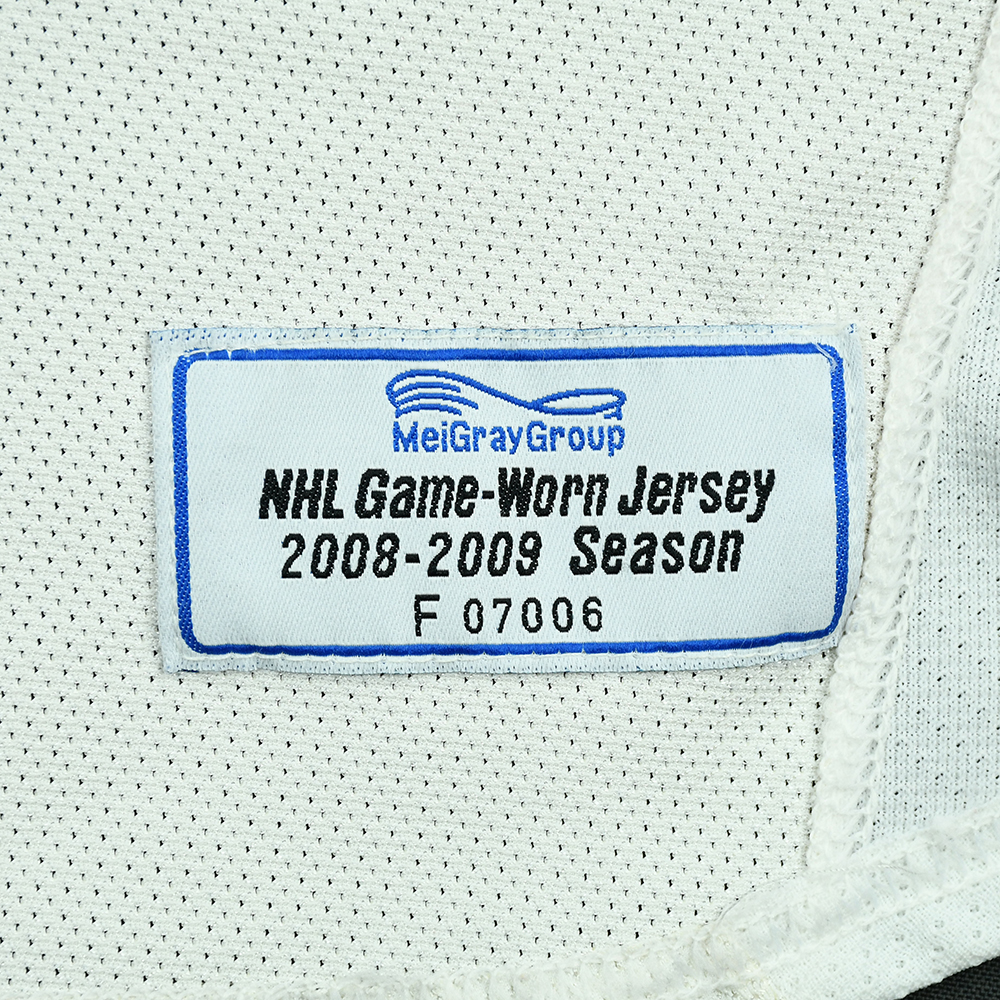 MeiGrayGroup
NHL Game-Worn Jersey
2008-2009 Season
F 07006